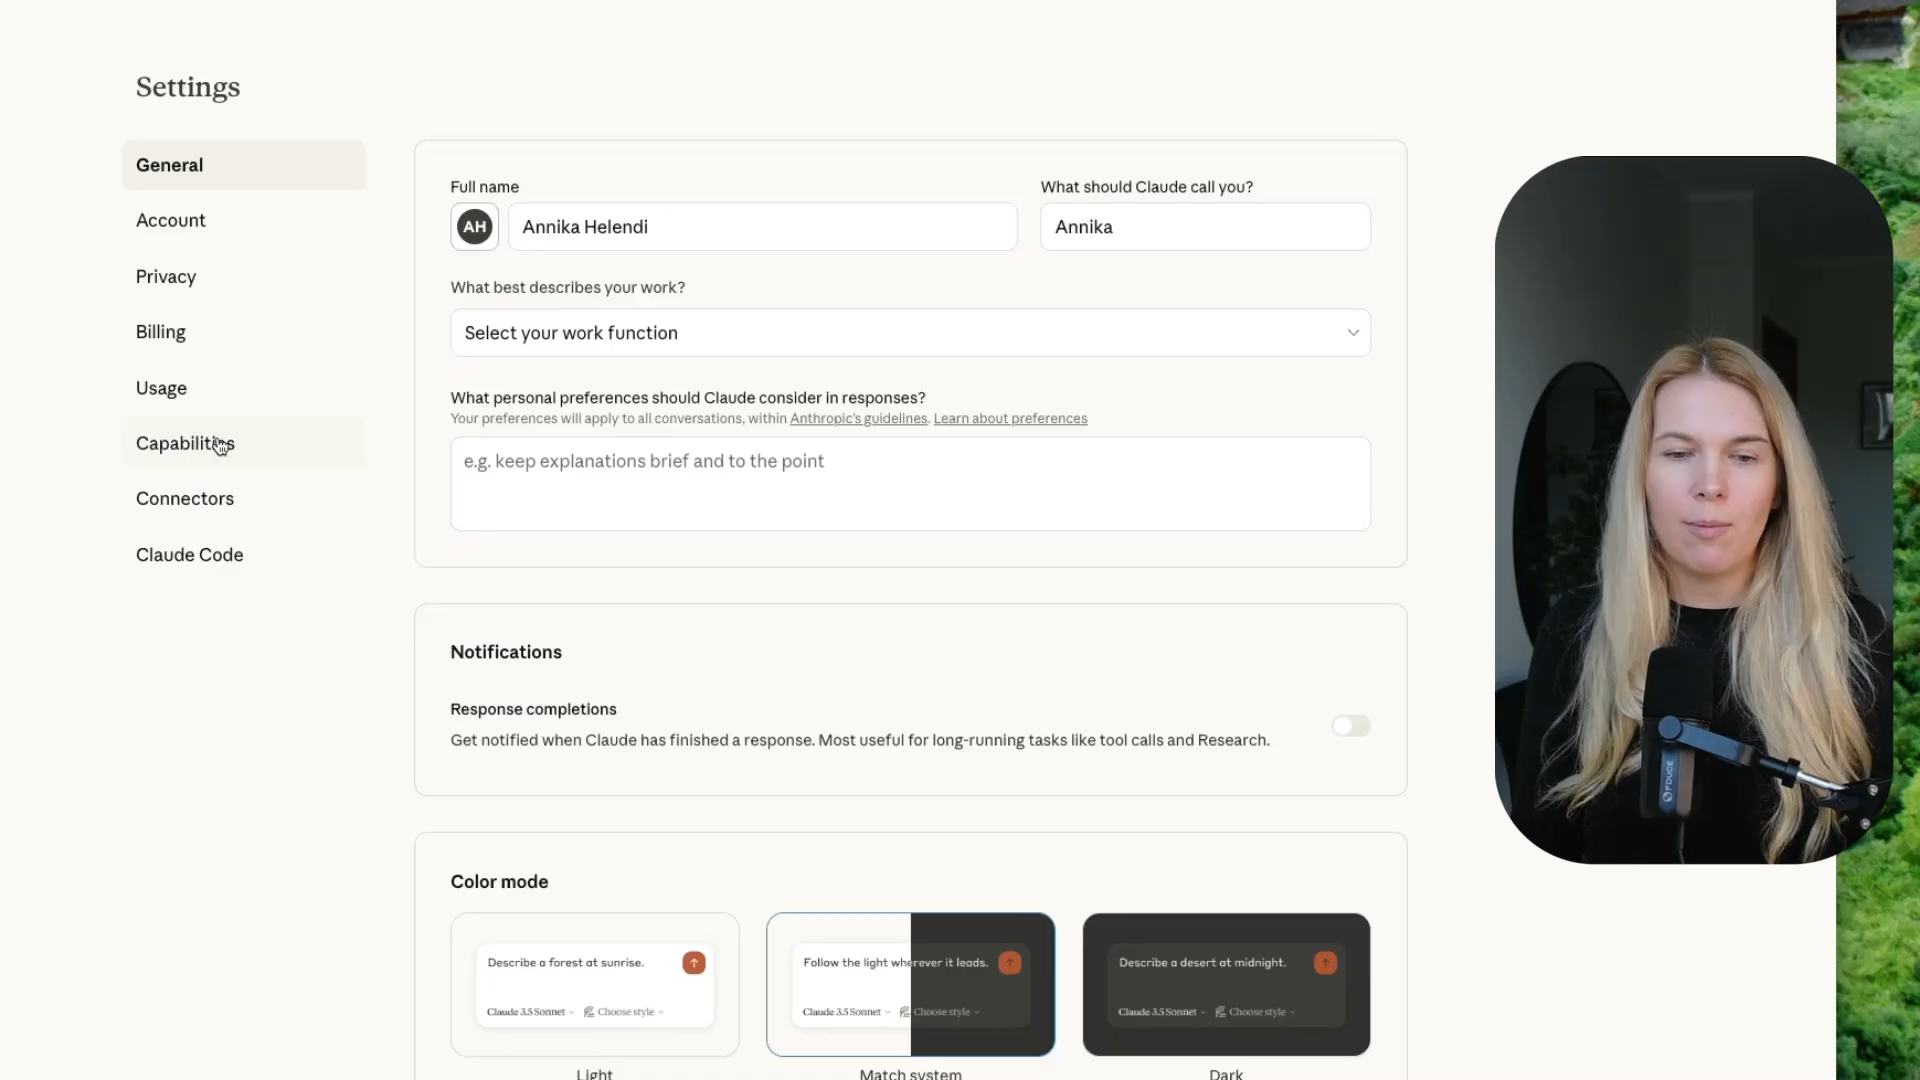 Settings
General
Account
Privacy
Billing
Usage
Capabilities
Connectors
Claude Code
Full name
AH
Annika Helendi
What should Claude call you?
Annika
What best describes your work?
Select your work function
What personal preferences should Claude consider in responses?
Your preferences will apply to all conversations, within Anthropic's guidelines. Learn about preferences
e.g. keep explanations brief and to the point
Notifications
Response completions
Get notified when Claude has finished a response. Most useful for long-running tasks like tool calls and Research.
Color mode
Describe a forest at sunrise.
Claude 3.5 Sonnet
Choose style
Light
Follow the light wherever it leads.
Claude 3.5 Sonnet
Choose style
Match system
Describe a desert at midnight.
Claude 3.5 Sonnet
Choose style
Dark
FDUCE